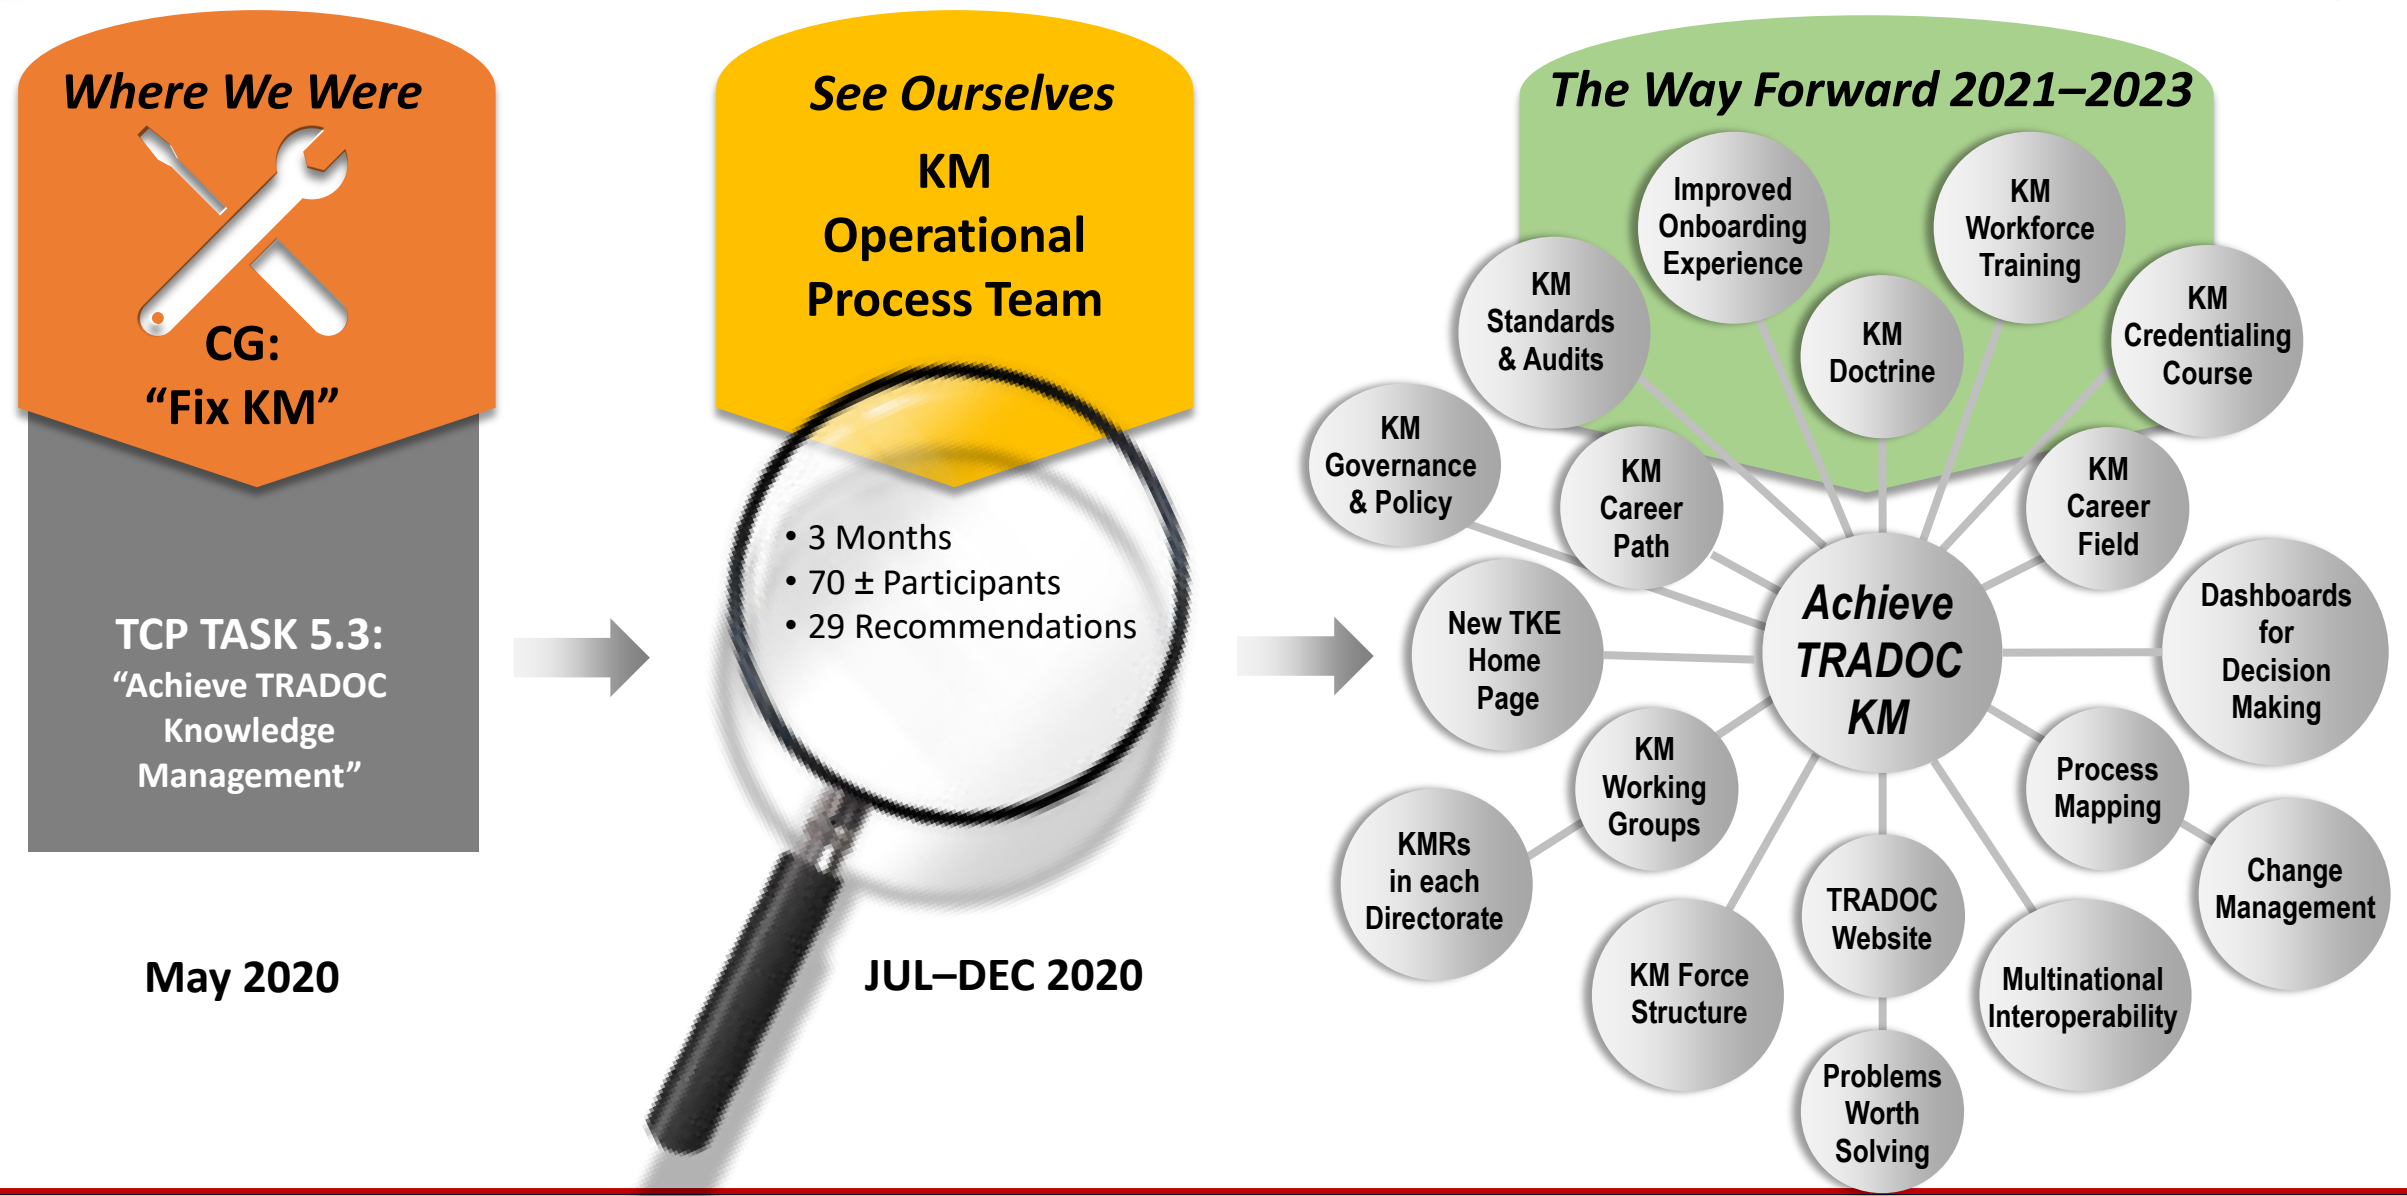 Where We Were
CG:
“Fix KM”
TCP TASK 5.3:
“Achieve TRADOC
Knowledge
Management”
May 2020
See Ourselves
KM
Operational
Process Team
• 3 Months
• 70 ± Participants
• 29 Recommendations
JUL–DEC 2020
The Way Forward 2021–2023
Improved
Onboarding
Experience
KM
Workforce
Training
KM
Standards
& Audits
KM
Doctrine
KM
Credentialing
Course
KM
Governance
& Policy
KM
Career
Path
KM
Career
Field
New TKE
Home
Page
Achieve
TRADOC
KM
Dashboards
for
Decision
Making
KM
Working
Groups
Process
Mapping
KMRs
in each
Directorate
Change
Management
TRADOC
Website
KM Force
Structure
Multinational
Interoperability
Problems
Worth
Solving